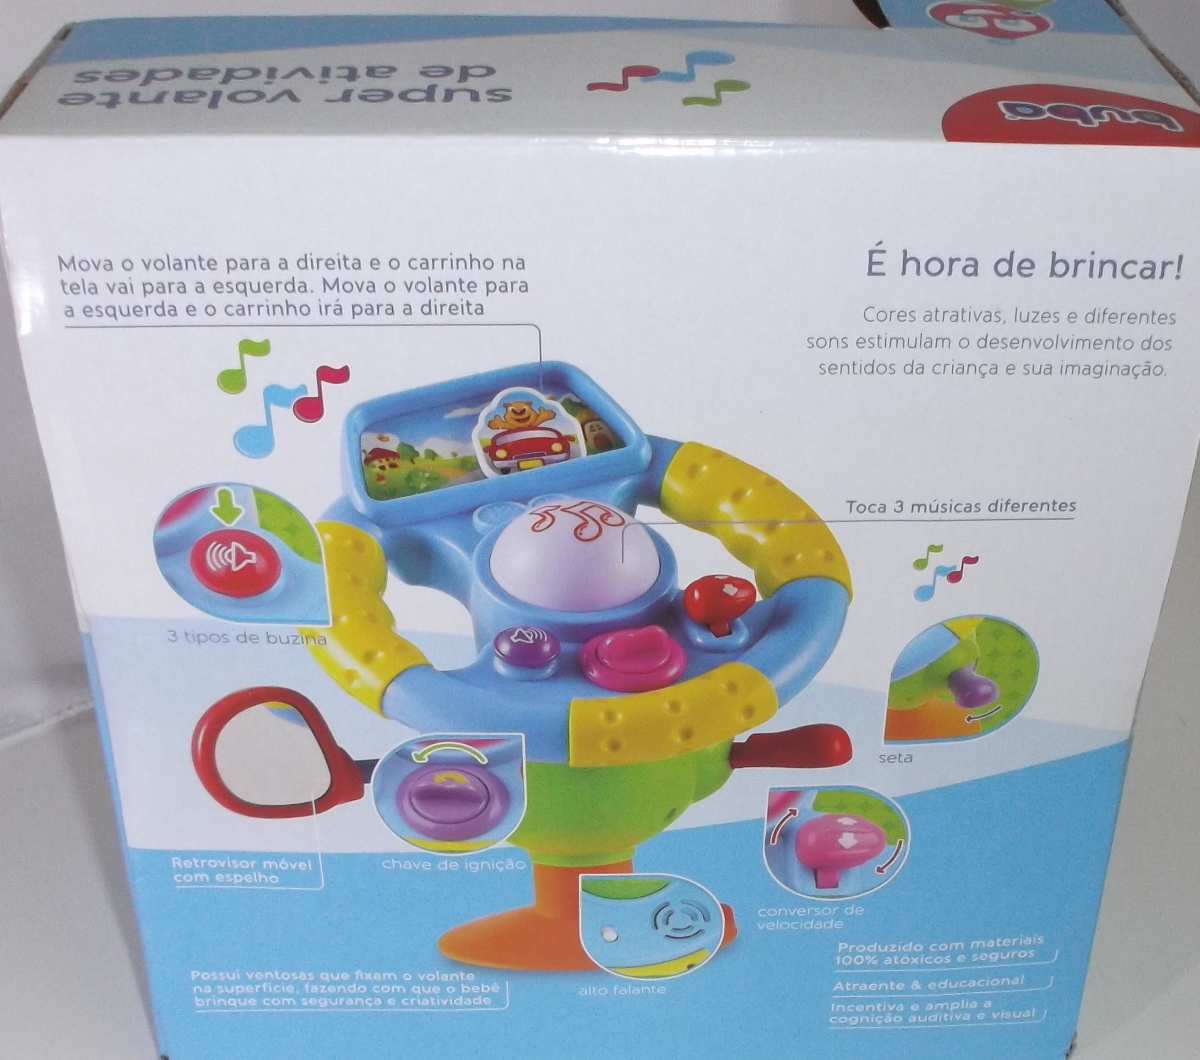 super volante
de atividades
buba
Mova o volante para a direita e o carrinho na
tela vai para a esquerda. Mova o volante para
a esquerda e o carrinho irá para a direita
É hora de brincar!
Cores atrativas, luzes e diferentes
sons estimulam o desenvolvimento dos
sentidos da criança e sua imaginação.
Toca 3 músicas diferentes
3 tipos de buzina
seta
Retrovisor móvel
com espelho
chave de ignição
conversor de
velocidade
alto falante
Possui ventosas que fixam o volante
na superfície, fazendo com que o bebê
brinque com segurança e criatividade
Produzido com materiais
100% atóxicos e seguros
Atraente & educacional
Incentiva e amplia a
cognição auditiva e visual